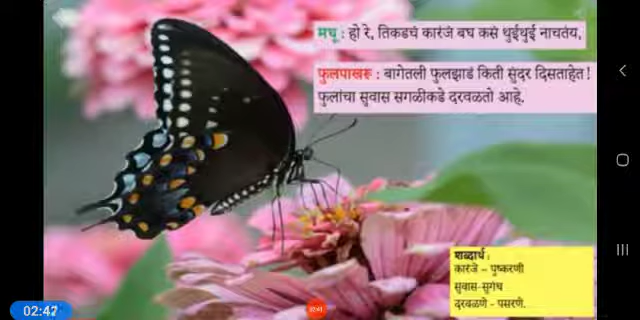 मधू : हो रे, तिकडचं कारंजे बघ कसं थुईथुई नाचतंय,
फुलपाखरू : बागेतली फुलझाडं किती सुंदर दिसताहेत !
फुलांचा सुवास सगळीकडे दरवळतो आहे.
शब्दार्थ :
कारंजे – पुष्करणी
सुवास-सुगंध
दरवळणे - पसरणे.
02:42